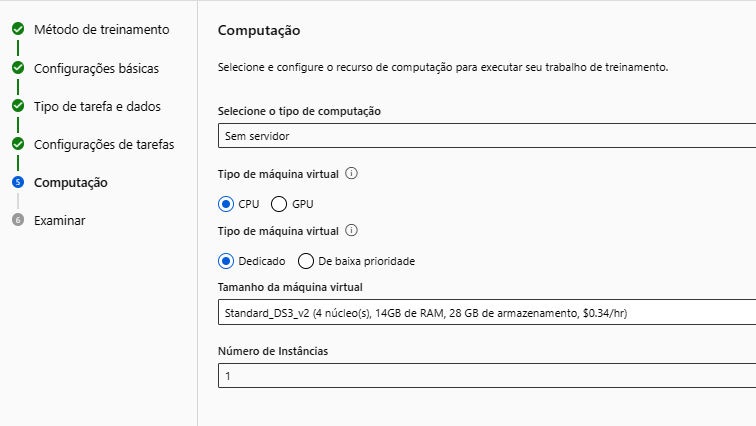 Método de treinamento
Configurações básicas
Tipo de tarefa e dados
Configurações de tarefas
5
Computação
6
Examinar
Computação
Selecione e configure o recurso de computação para executar seu trabalho de treinamento.
Selecione o tipo de computação
Sem servidor
Tipo de máquina virtual
CPU GPU
Tipo de máquina virtual
Dedicado De baixa prioridade
Tamanho da máquina virtual
Standard_DS3_v2 (4 núcleo(s), 14GB de RAM, 28 GB de armazenamento, $0.34/hr)
Número de Instâncias
1